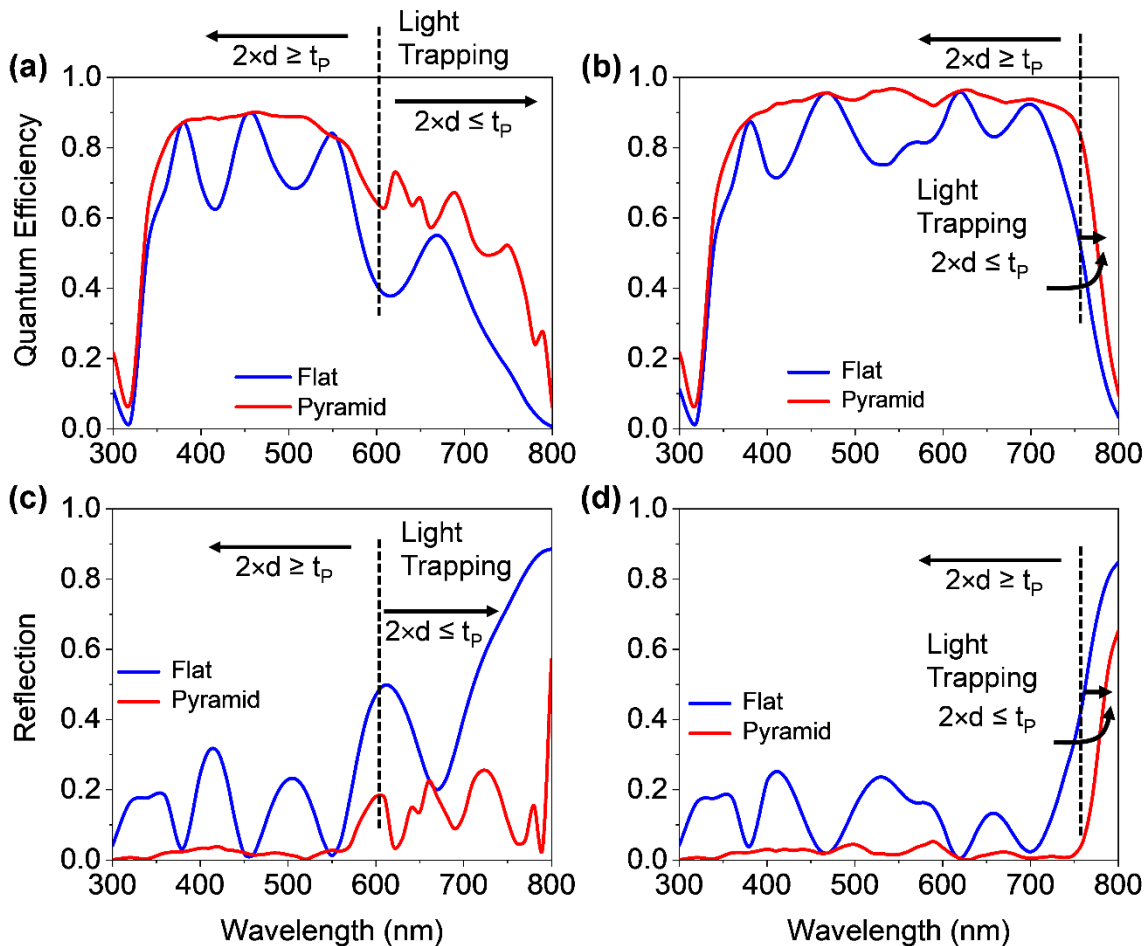 (a)
2×d ≥ tₚ
Light
Trapping
2×d ≤ tₚ
Quantum Efficiency
1.0
0.8
0.6
0.4
0.2
0.0
Flat
Pyramid
300 400 500 600 700 800
(b)
2×d ≥ tₚ
1.0
0.8
0.6
0.4
0.2
0.0
Light
Trapping
2×d ≤ tₚ
Flat
Pyramid
300 400 500 600 700 800
(c)
2×d ≥ tₚ
Light
Trapping
2×d ≤ tₚ
Reflection
1.0
0.8
0.6
0.4
0.2
0.0
Flat
Pyramid
300 400 500 600 700 800
Wavelength (nm)
(d)
2×d ≥ tₚ
1.0
0.8
0.6
0.4
0.2
0.0
Flat
Pyramid
Light
Trapping
2×d ≤ tₚ
300 400 500 600 700 800
Wavelength (nm)